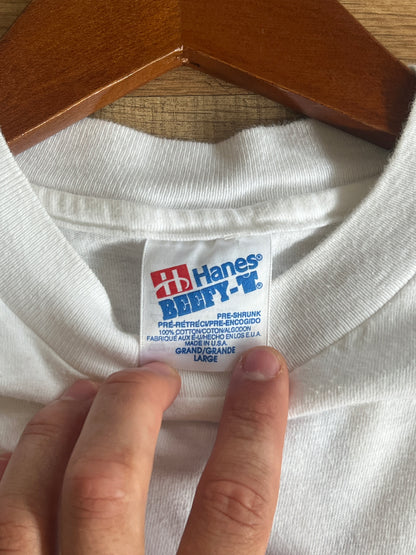 Hanes®
BEEFY-T®
PRE-SHRUNK
PRÉ-RÉTRÉCI/PRE-ENCOGIDO
100% COTTON/COTON/ALGODON
FABRIQUÉ AUX É-U/HECHO EN LOS E.U.A.
MADE IN U.S.A.
GRAND/GRANDE
LARGE